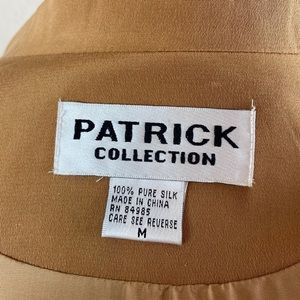 PATRICK
COLLECTION
100% PURE SILK
MADE IN CHINA
RN 84985
CARE SEE REVERSE
M